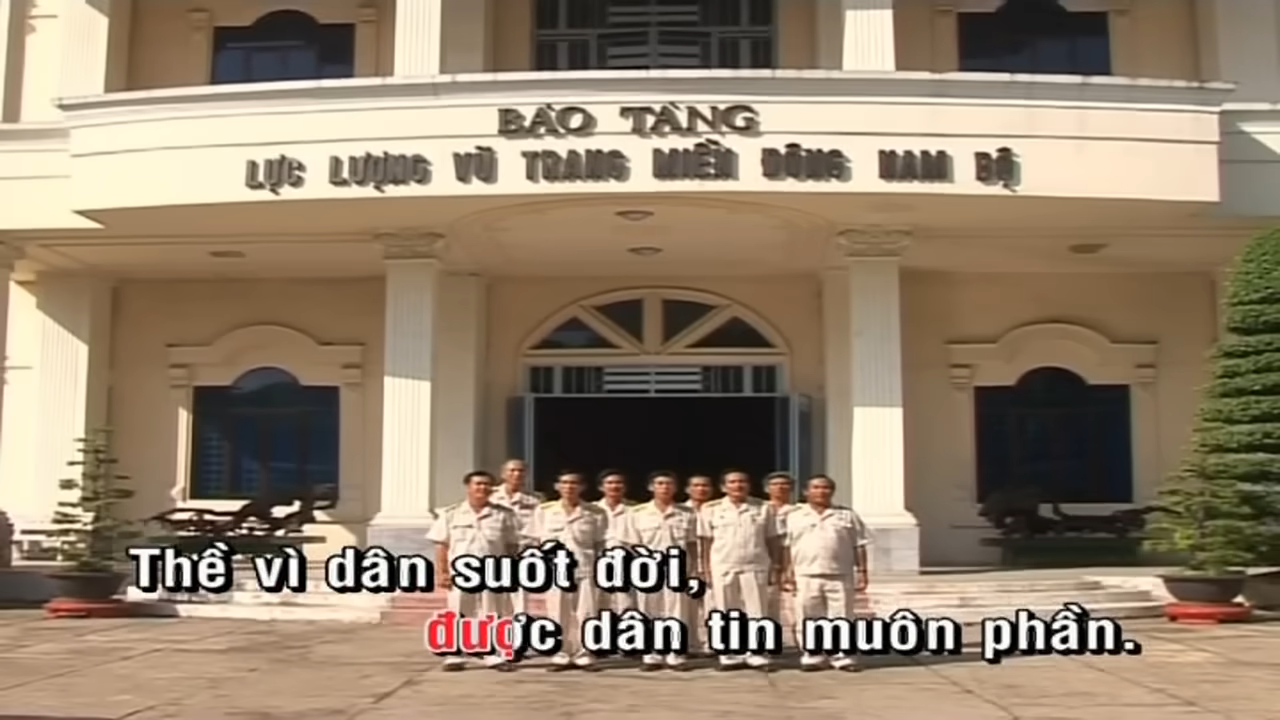 BẢO TÀNG
LỰC LƯỢNG VŨ TRANG MIỀN ĐÔNG NAM BỘ
Thề vì dân suốt đời,
được dân tin muôn phần.